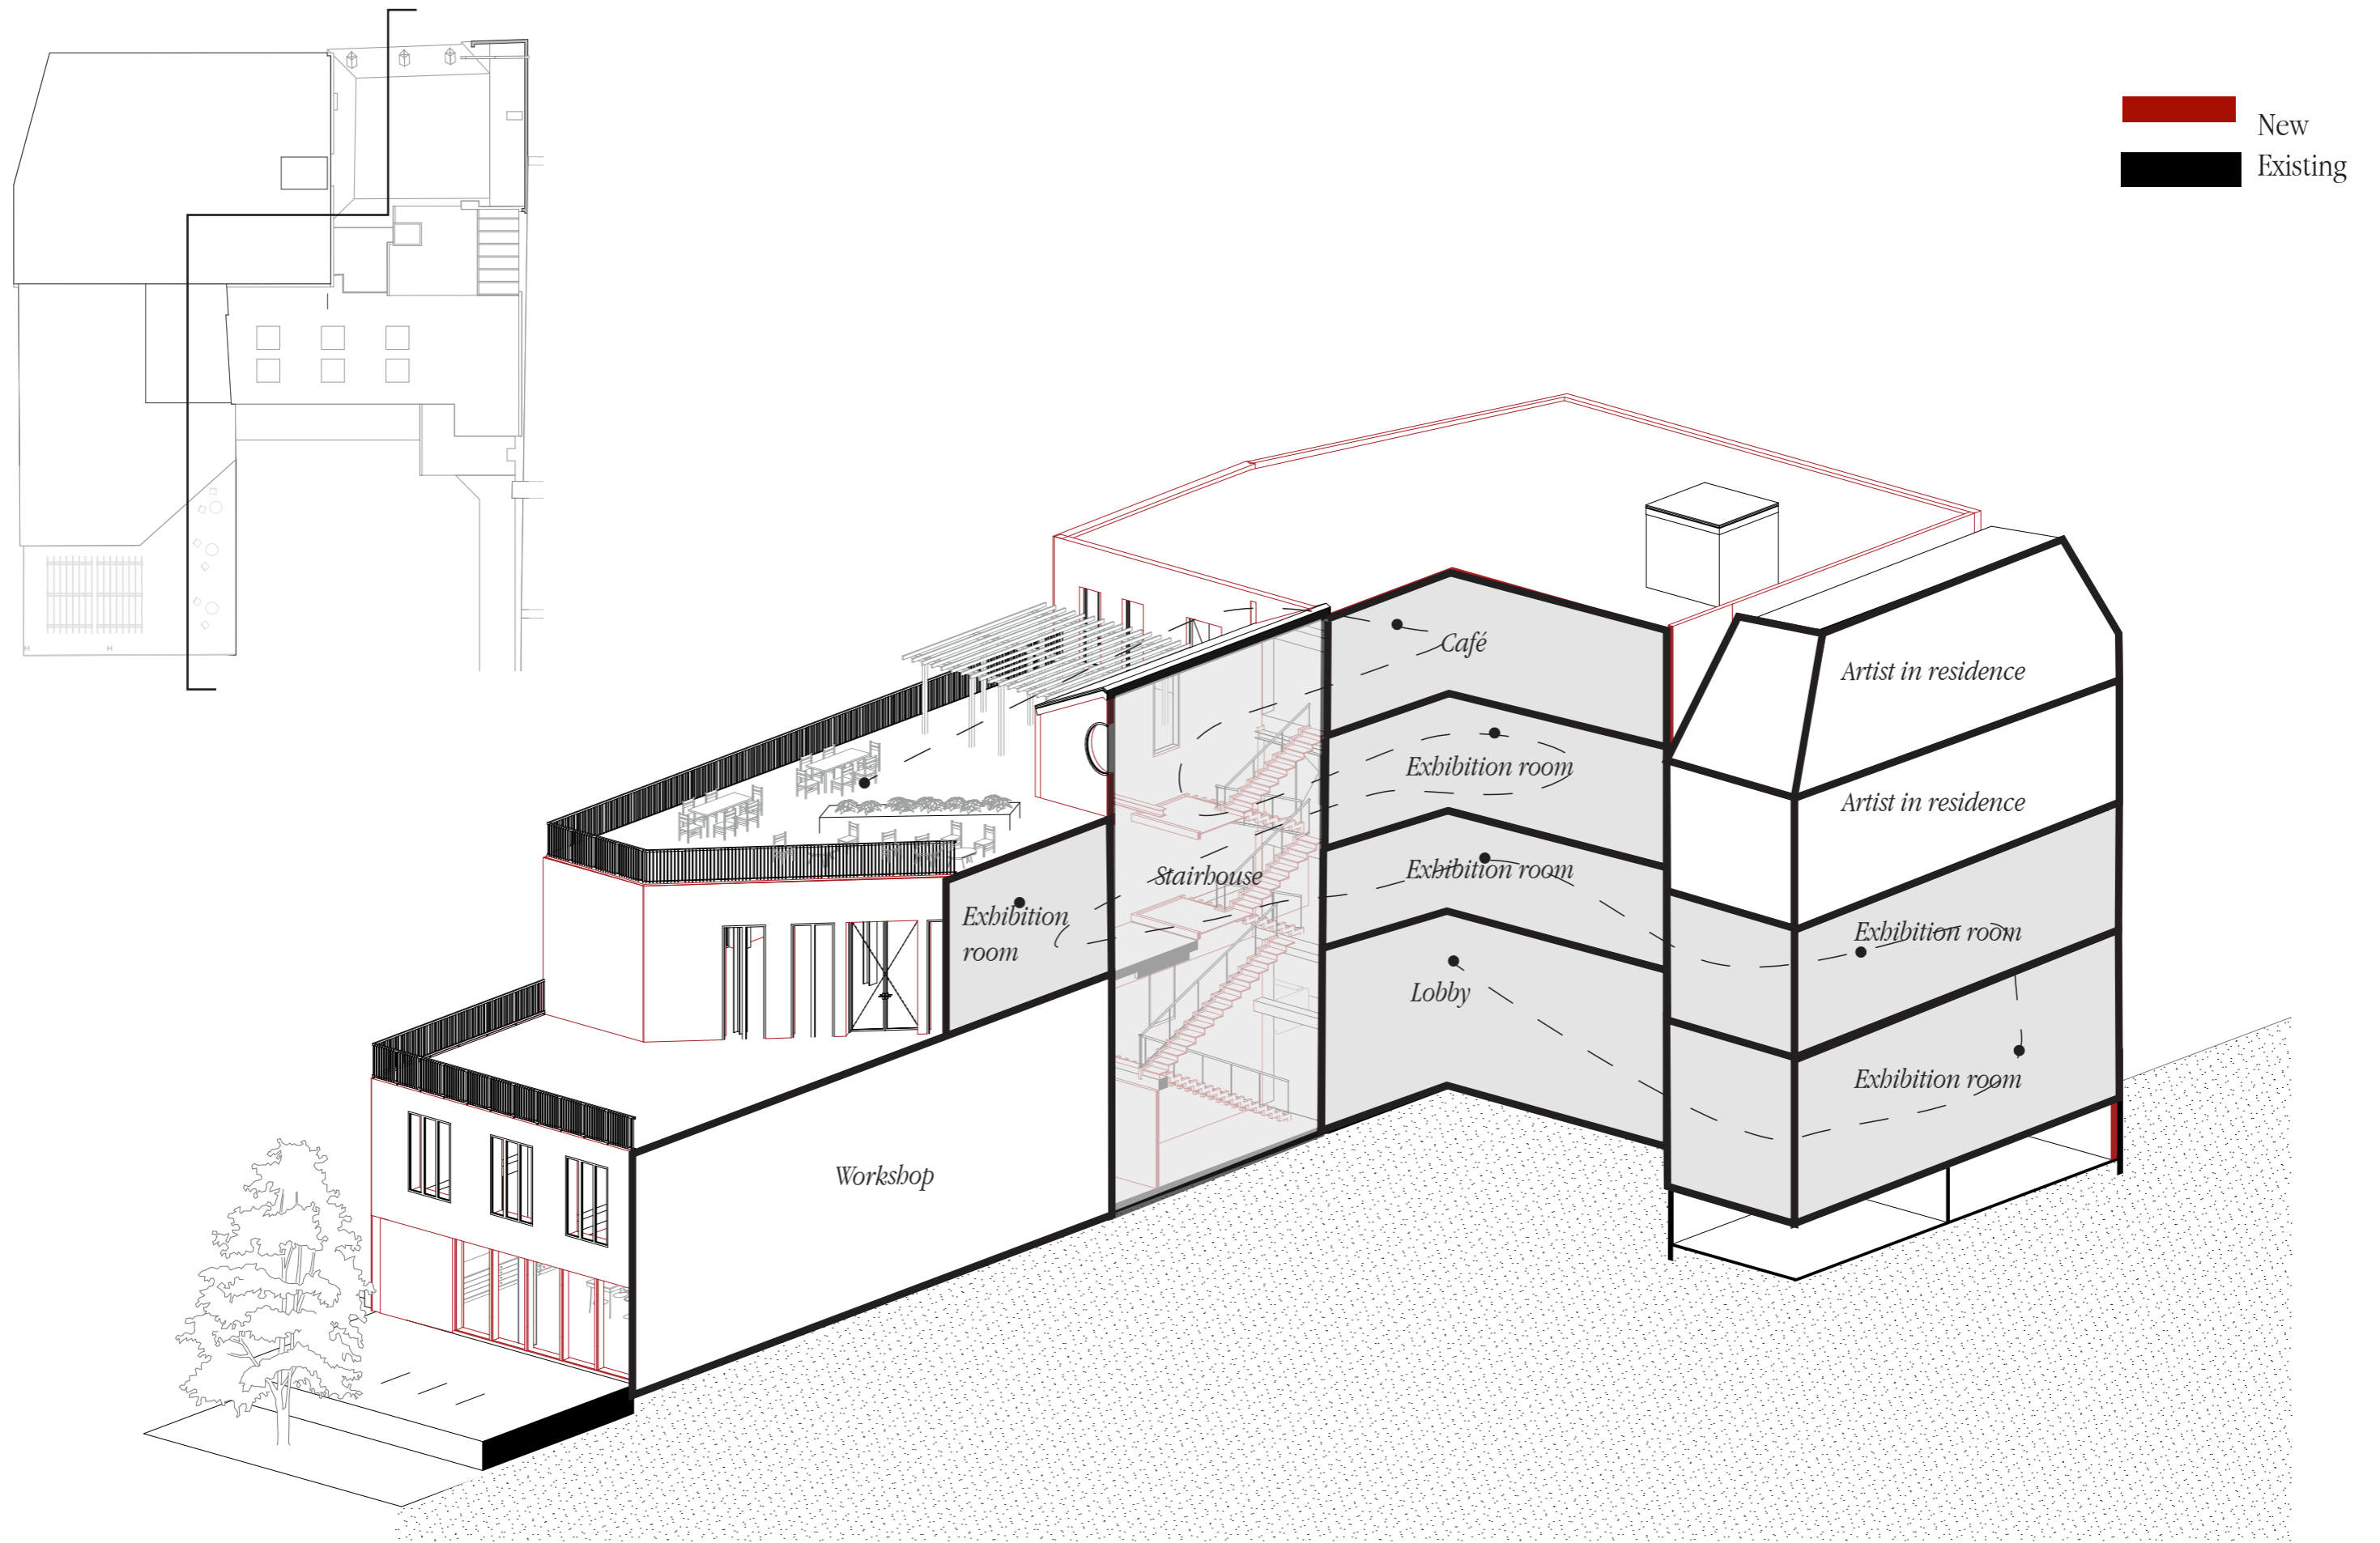 New
Existing
Café
Artist in residence
Exhibition room
Artist in residence
Stairhouse
Exhibition room
Exhibition
room
Exhibition room
Lobby
Exhibition room
Workshop
H H